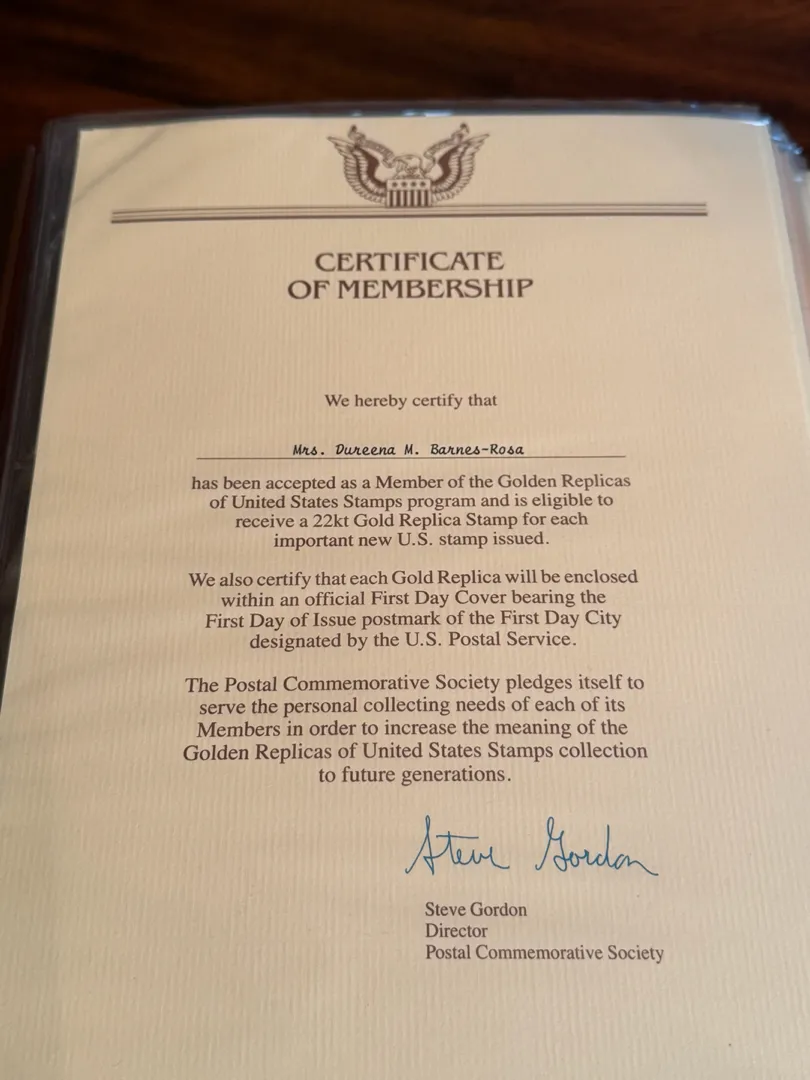 CERTIFICATE
OF MEMBERSHIP
We hereby certify that
Mrs. Dureena M. Barnes-Rosa
has been accepted as a Member of the Golden Replicas
of United States Stamps program and is eligible to
receive a 22kt Gold Replica Stamp for each
important new U.S. stamp issued.
We also certify that each Gold Replica will be enclosed
within an official First Day Cover bearing the
First Day of Issue postmark of the First Day City
designated by the U.S. Postal Service.
The Postal Commemorative Society pledges itself to
serve the personal collecting needs of each of its
Members in order to increase the meaning of the
Golden Replicas of United States Stamps collection
to future generations.
Steve Gordon
Steve Gordon
Director
Postal Commemorative Society